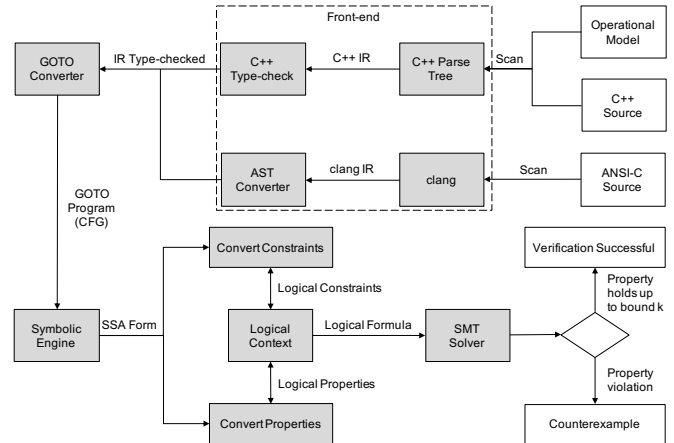 Front-end
Operational
Model
GOTO
Converter
IR Type-checked
C++
Type-check
C++ IR
C++ Parse
Tree
Scan
C++
Source
AST
Converter
clang IR
clang
Scan
ANSI-C
Source
GOTO
Program
(CFG)
Convert Constraints
Verification Successful
Logical Constraints
Property
holds up
to bound k
Symbolic
Engine
SSA Form
Logical
Context
Logical Formula
SMT
Solver
Logical Properties
Property
violation
Convert Properties
Counterexample